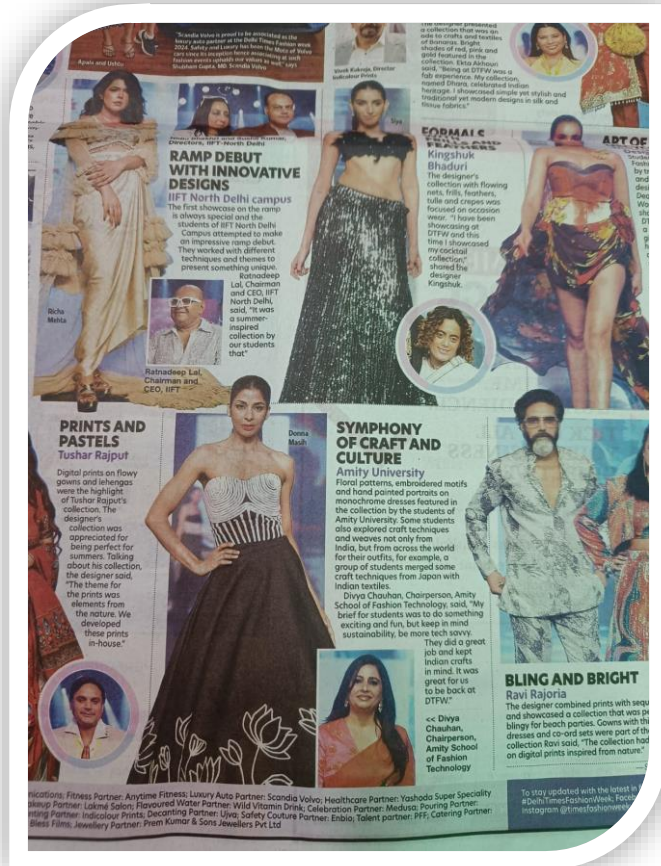 "Scandia Volvo is proud to be associated as the
luxury auto partner at the Delhi Times Fashion week
2024. Safety and Luxury has been the Moto of Volvo
cars since its inception hence associating at such
fashion events upholds our values as well," says
Shubham Gupta, MD, Scandia Volvo
Apala and Ushta
Vivek Kukreja, Director
Indicolour Prints
The designer presented
a collection that was an
ode to crafts and textiles
of Banaras. Bright
shades of red, pink and
gold featured in the
collection. Ekta
said, "Being at DTFW was a
fab experience. My collection,
named Dhara, celebrated Indian
heritage. I showcased simple yet stylish and
traditional yet modern designs in silk and
tissue fabrics."
Directors, IIFT-North Delhi
RAMP DEBUT
WITH INNOVATIVE
DESIGNS
IIFT North Delhi campus
The first showcase on the ramp
is always special and the
students of IIFT North Delhi
Campus attempted to make
an impressive ramp debut.
They worked with different
techniques and themes to
present something unique.
Ratnadeep
Lal, Chairman
and CEO, IIFT
North Delhi,
said, "It was
a summer-
inspired
collection by
our students
that"
Richa
Mehta
Ratnadeep Lal,
Chairman and
CEO, IIFT
Diya
FORMALS
FEATHERS
Kingshuk
Bhaduri
The designer's
collection with flowing
nets, frills, feathers,
tulle and crepes was
focused on occasion
wear. "I have been
showcasing at
DTFW and this
time I showcased
my cocktail
collection,"
shared the
designer
Kingshuk.
ART OF
PRINTS AND
PASTELS
Tushar Rajput
Digital prints on flowy
gowns and lehengas
were the highlight
of Tushar Rajput's
collection. The
designer's
collection was
appreciated for
being perfect for
summers. Talking
about his collection,
the designer said,
"The theme for
the prints was
elements from
the nature. We
developed
these prints
in-house."
Donna
Masih
SYMPHONY
OF CRAFT AND
CULTURE
Amity University
Floral patterns, embroidered motifs
and hand painted portraits on
monochrome dresses featured in
the collection by the students of
Amity University. Some students
also explored craft techniques
and weaves not only from
India, but from across the world
for their outfits, for example, a
group of students merged some
craft techniques from Japan with
Indian textiles.
Divya Chauhan, Chairperson, Amity
School of Fashion Technology, said, "My
brief for students was to do something
exciting and fun, but keep in mind
sustainability, be more tech savvy.
They did a great
job and kept
Indian crafts
in mind. It was
great for us
to be back at
DTFW."
<< Divya
Chauhan,
Chairperson,
Amity School
of Fashion
Technology
BLING AND BRIGHT
Ravi Rajoria
The designer combined prints with sequ
and showcased a collection that was pe
blingy for beach parties. Gowns with thi
dresses and co-ord sets were part of the
collection Ravi said, "The collection had
on digital prints inspired from nature."
nications; Fitness Partner: Anytime Fitness; Luxury Auto Partner: Scandia Volvo; Healthcare Partner: Yashoda Super Speciality
akeup Partner: Lakmé Salon; Flavoured Water Partner: Wild Vitamin Drink; Celebration Partner: Medusa; Pouring Partner:
nting Partner: Indicolour Prints; Decanting Partner: Ujva; Safety Couture Partner: Enbio; Talent partner: PFF, Catering Partner:
Bless Films; Jewellery Partner: Prem Kumar & Sons Jewellers Pvt Ltd
To stay updated with the latest in
#DelhiTimesFashionWeek, Faceb
Instagram @timesfashionweek